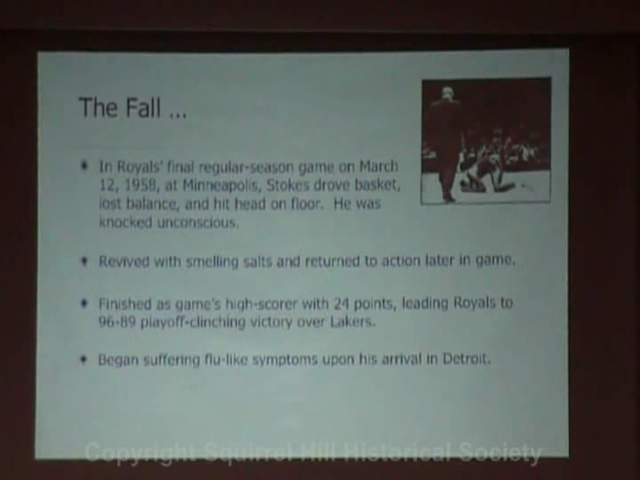 The Fall ...
In Royals' final regular-season game on March
12, 1958, at Minneapolis, Stokes drove basket,
lost balance, and hit head on floor. He was
knocked unconscious.
Revived with smelling salts and returned to action later in game.
Finished as game's high-scorer with 24 points, leading Royals to
96-89 playoff-clinching victory over Lakers.
Began suffering flu-like symptoms upon his arrival in Detroit.
Copyright Squirrel Hill Historical Society